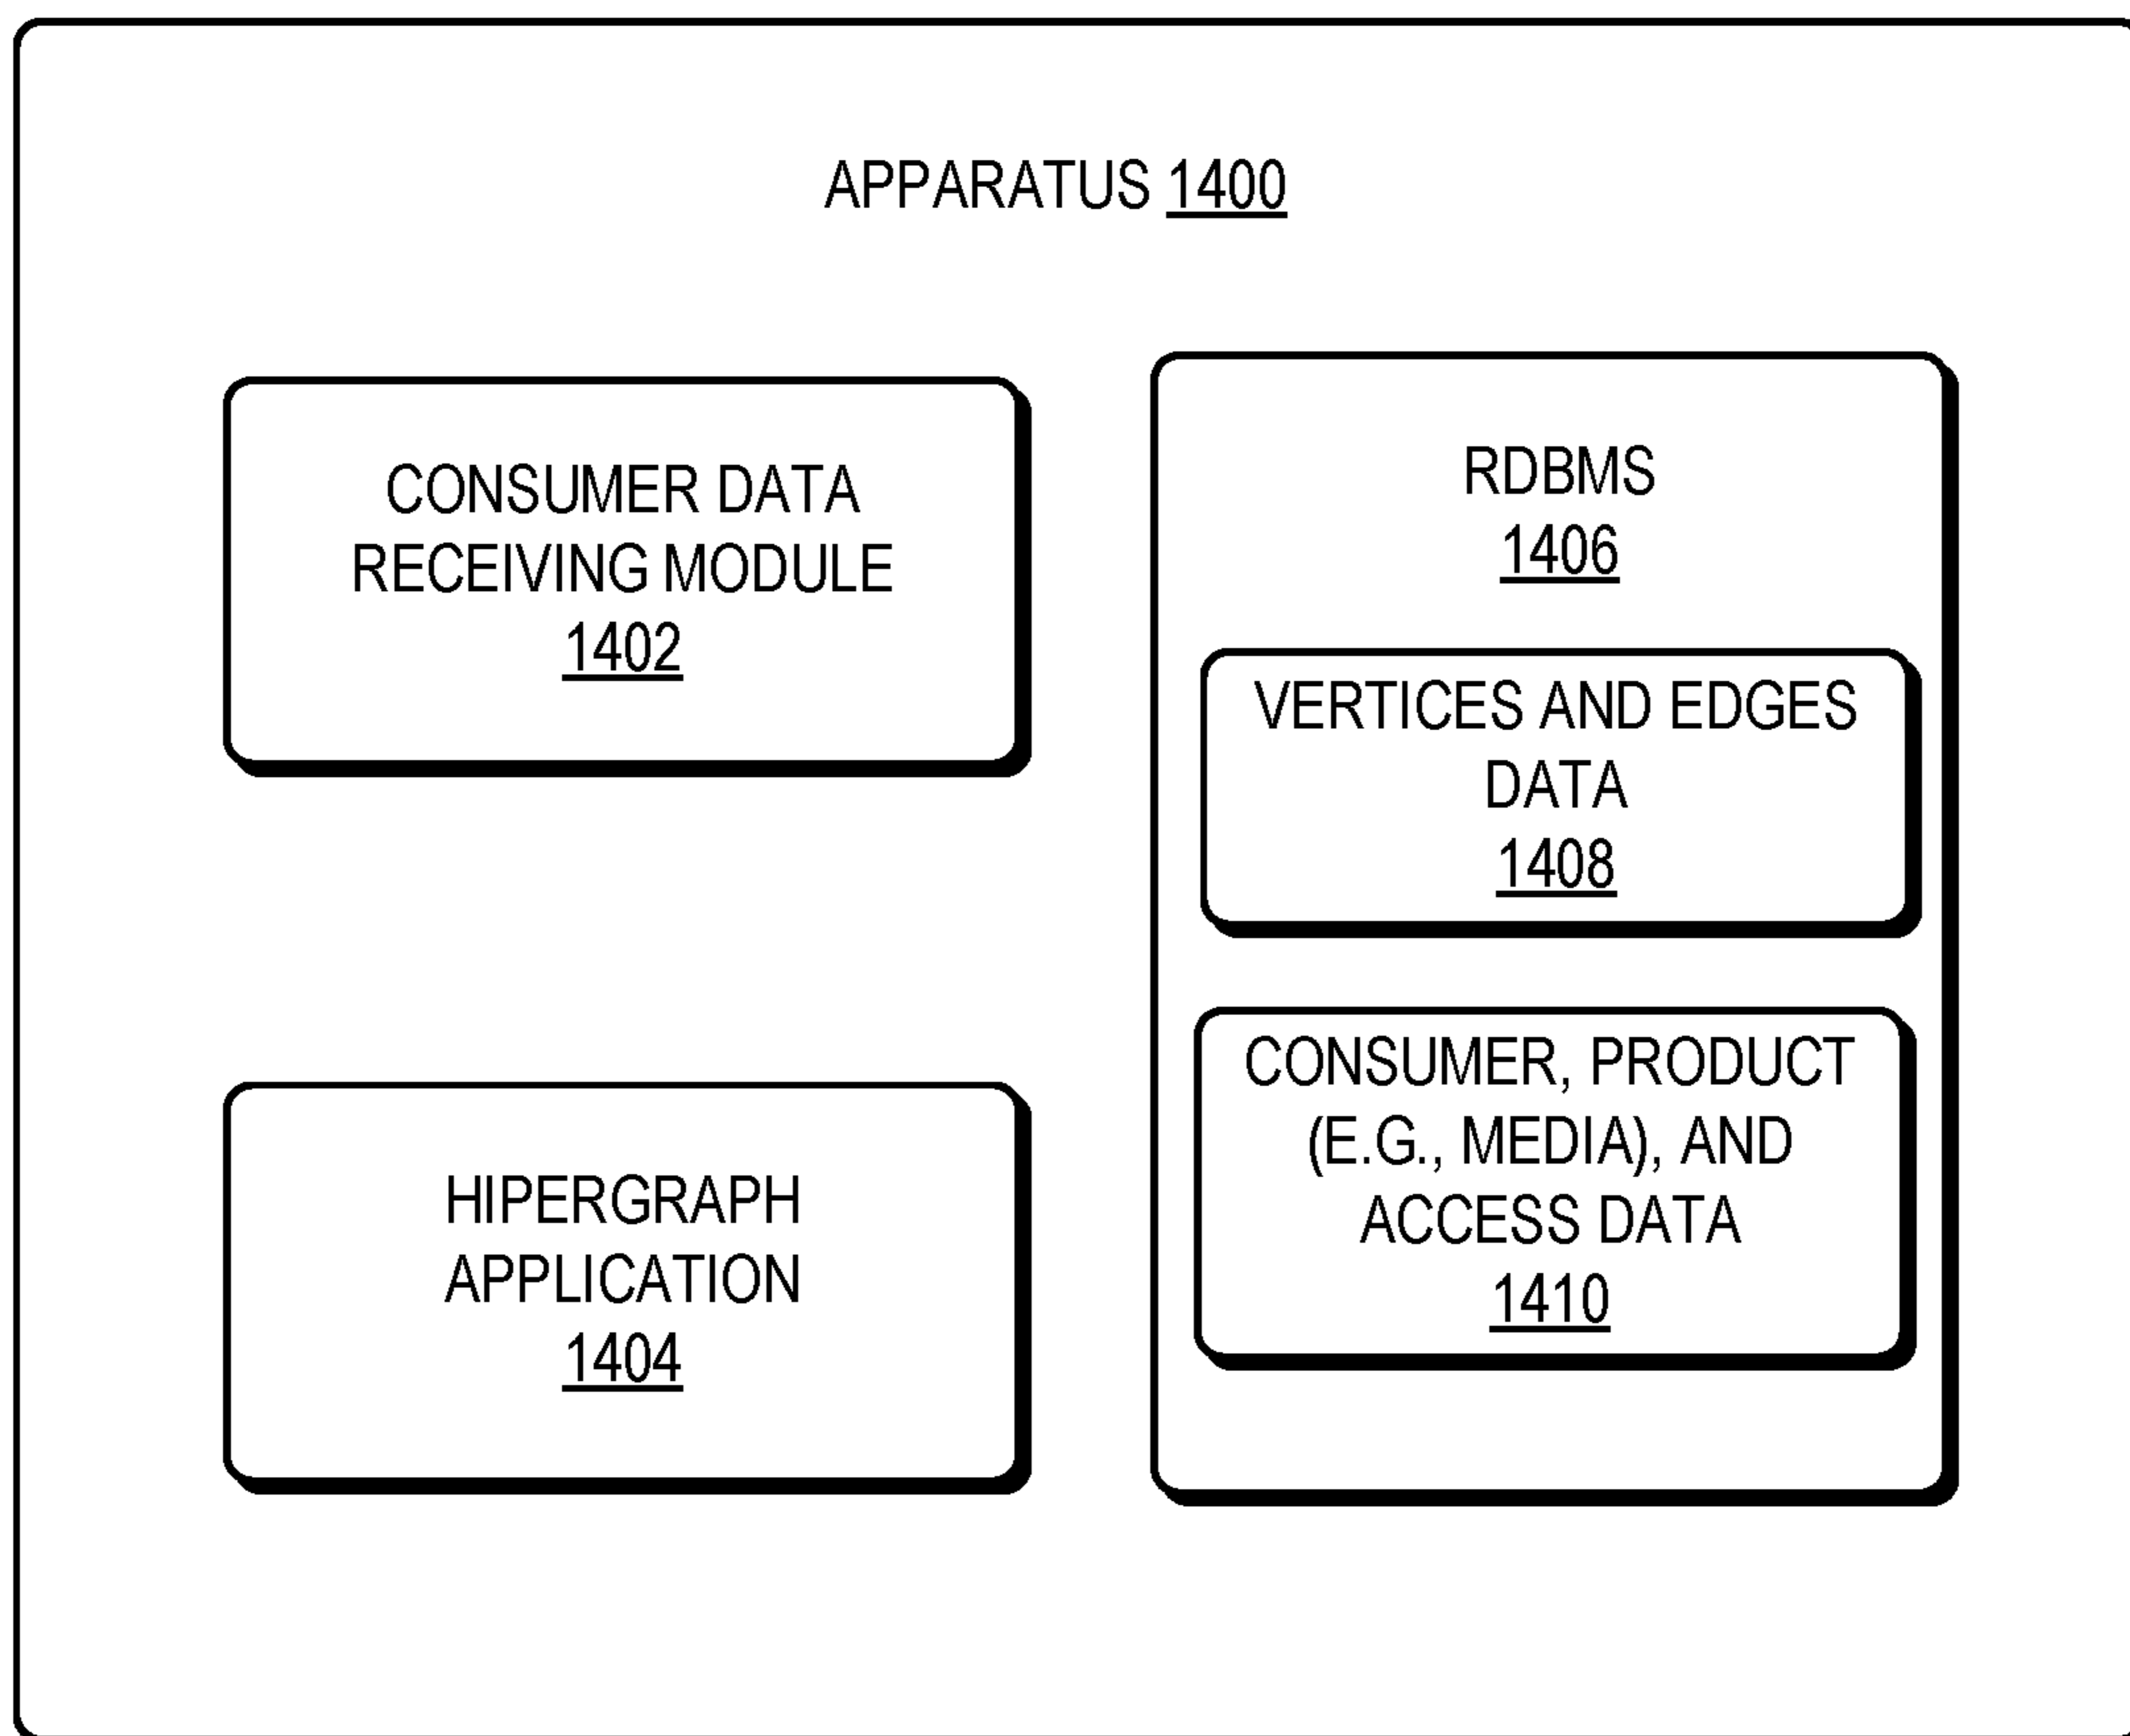 APPARATUS 1400
CONSUMER DATA
RECEIVING MODULE
1402
HIPERGRAPH
APPLICATION
1404
RDBMS
1406
VERTICES AND EDGES
DATA
1408
CONSUMER, PRODUCT
(E.G., MEDIA), AND
ACCESS DATA
1410